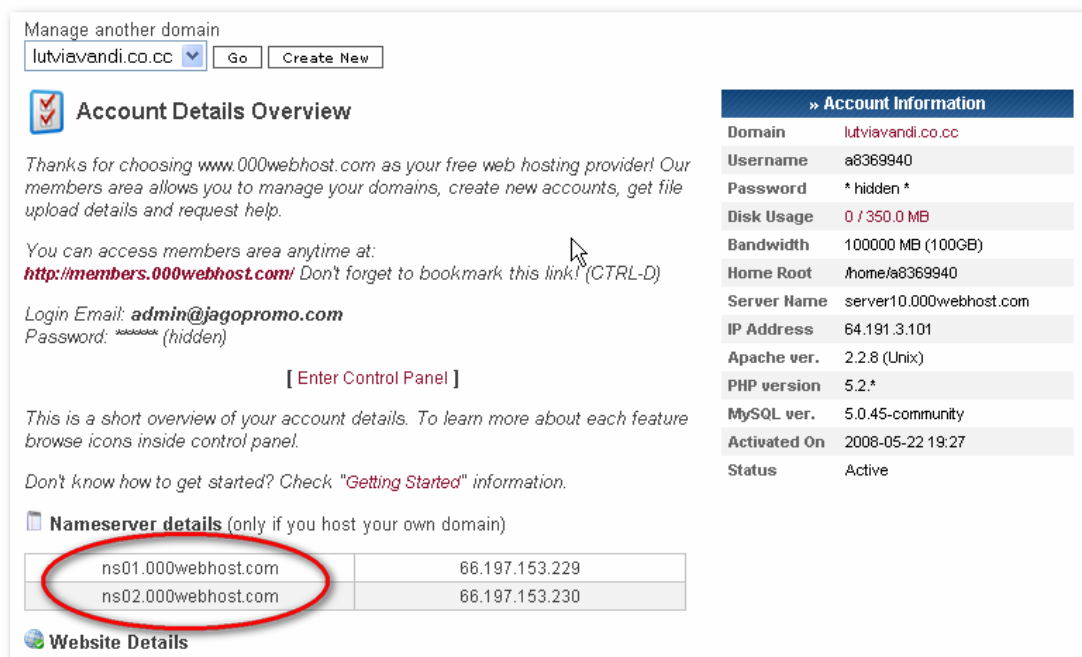 Manage another domain
lutviavandi.co.cc Go Create New
Account Details Overview
Thanks for choosing www.000webhost.com as your free web hosting provider! Our
members area allows you to manage your domains, create new accounts, get file
upload details and request help.
You can access members area anytime at:
http://members.000webhost.com/ Don't forget to bookmark this link! (CTRL-D)
Login Email: admin@jagopromo.com
Password: ******* (hidden)
[ Enter Control Panel ]
This is a short overview of your account details. To learn more about each feature
browse icons inside control panel.
Don't know how to get started? Check "Getting Started" information.
Nameserver details (only if you host your own domain)
ns01.000webhost.com 66.197.153.229
ns02.000webhost.com 66.197.153.230
Website Details
» Account Information
Domain lutviavandi.co.cc
Username a8369940
Password * hidden *
Disk Usage 0 / 350.0 MB
Bandwidth 100000 MB (100GB)
Home Root /home/a8369940
Server Name server10.000webhost.com
IP Address 64.191.3.101
Apache ver. 2.2.8 (Unix)
PHP version 5.2.*
MySQL ver. 5.0.45-community
Activated On 2008-05-22 19:27
Status Active